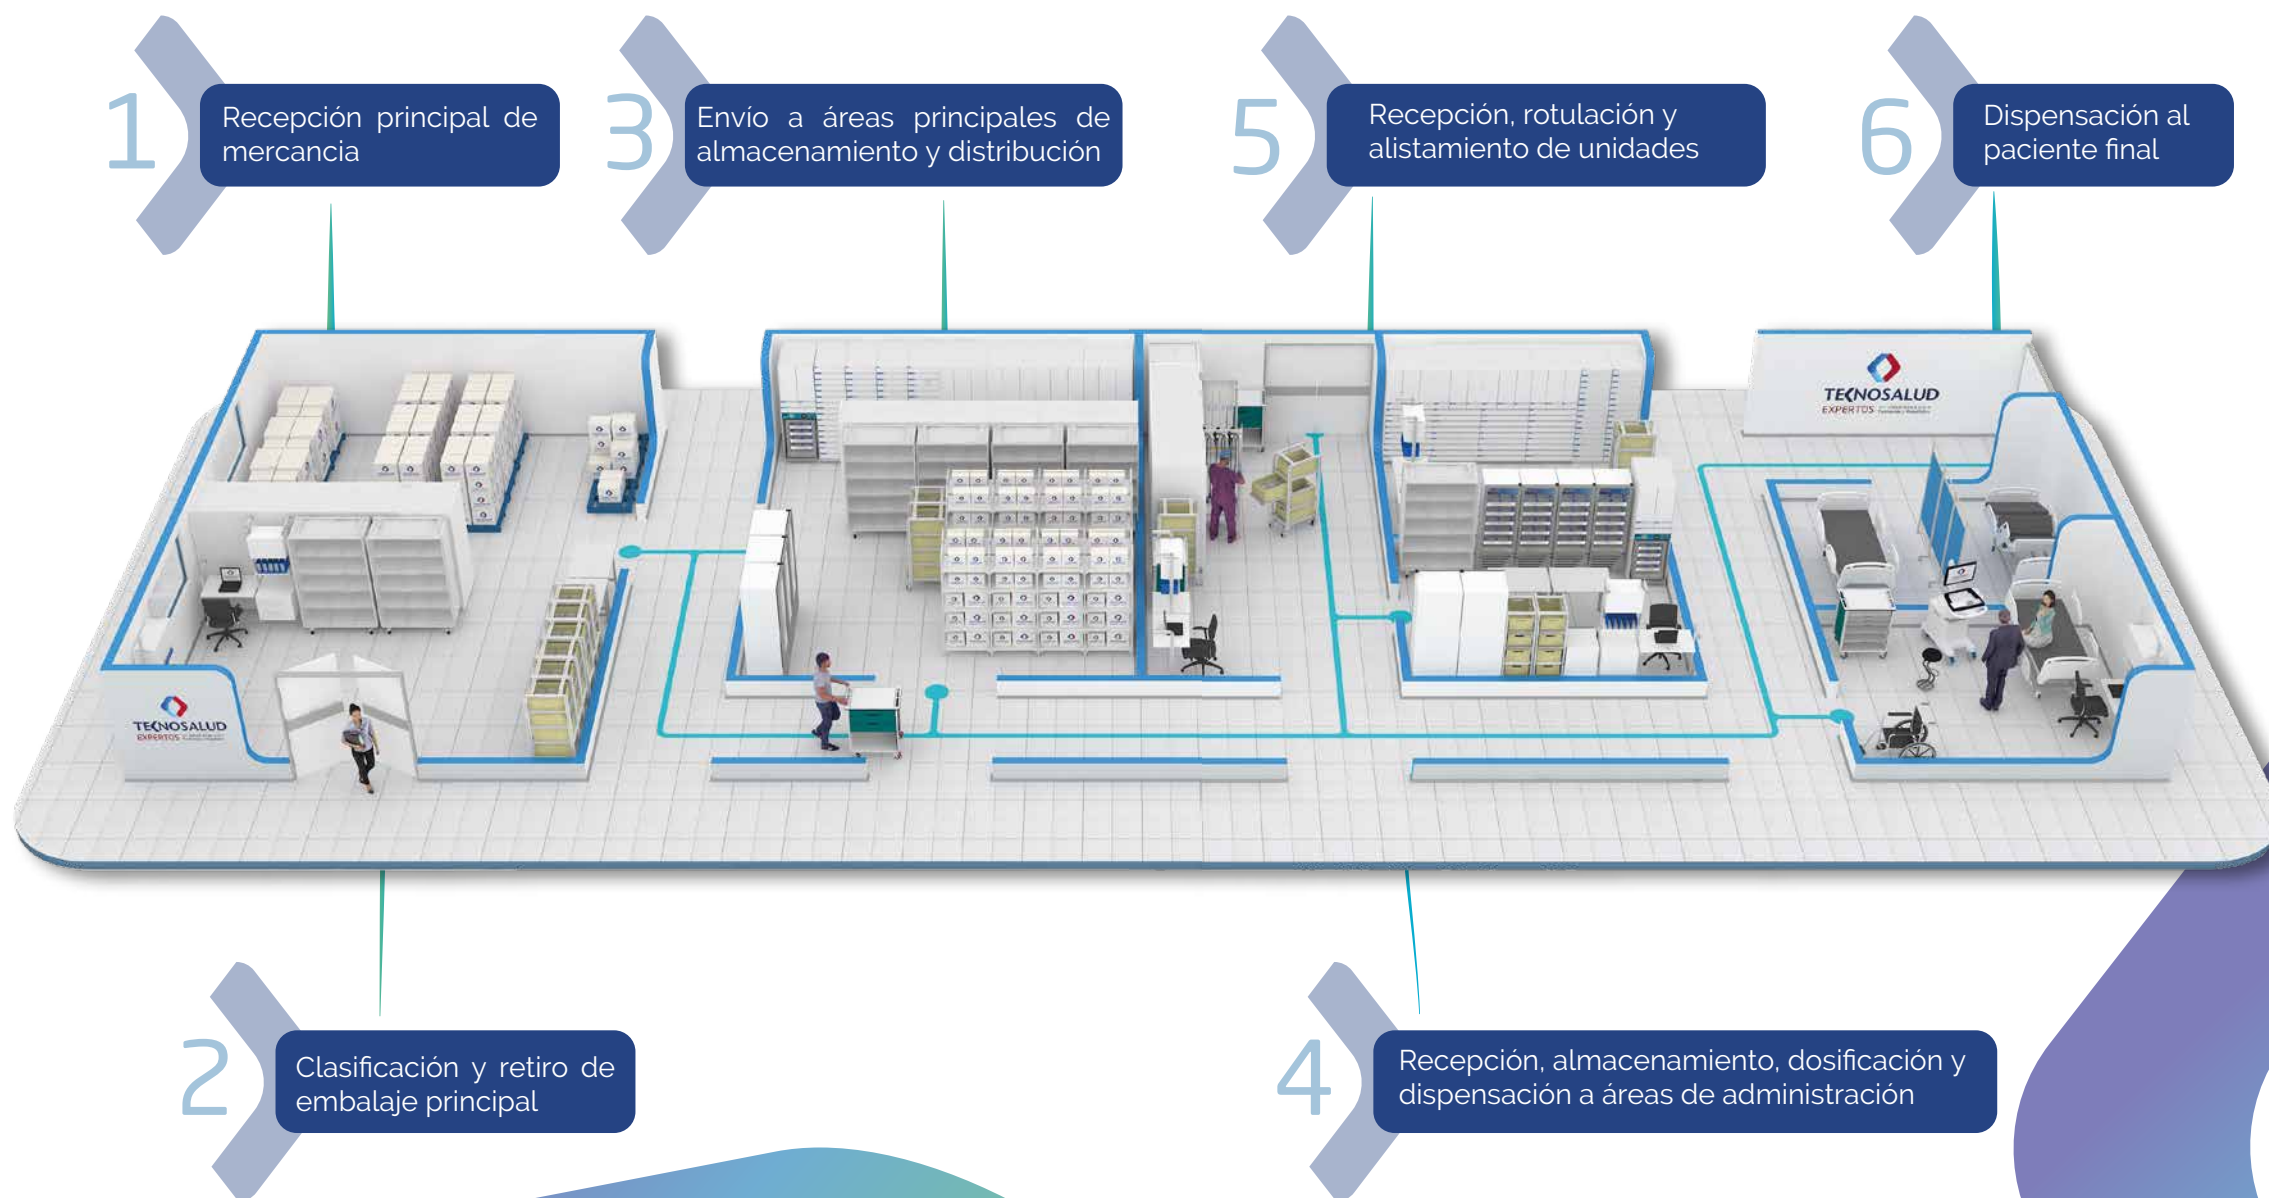 1
Recepción principal de
mercancia
3
Envío a áreas principales de
almacenamiento y distribución
5
Recepción, rotulación y
alistamiento de unidades
6
Dispensación al
paciente final
TECNOSALUD
EXPERTOS
TECNOSALUD
EXPERTOS
2
Clasificación y retiro de
embalaje principal
4
Recepción, almacenamiento, dosificación y
dispensación a áreas de administración